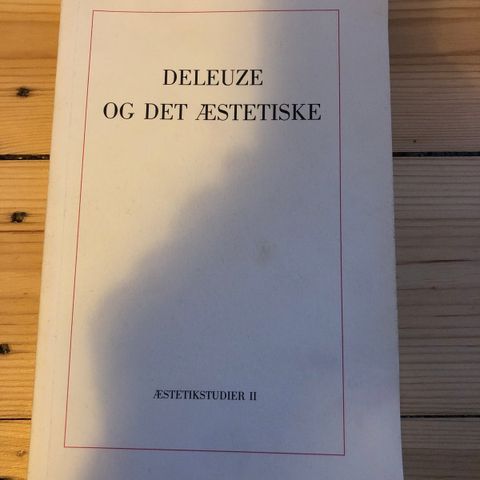 DELEUZE
OG DET ÆSTETISKE
ÆSTETIKSTUDIER II